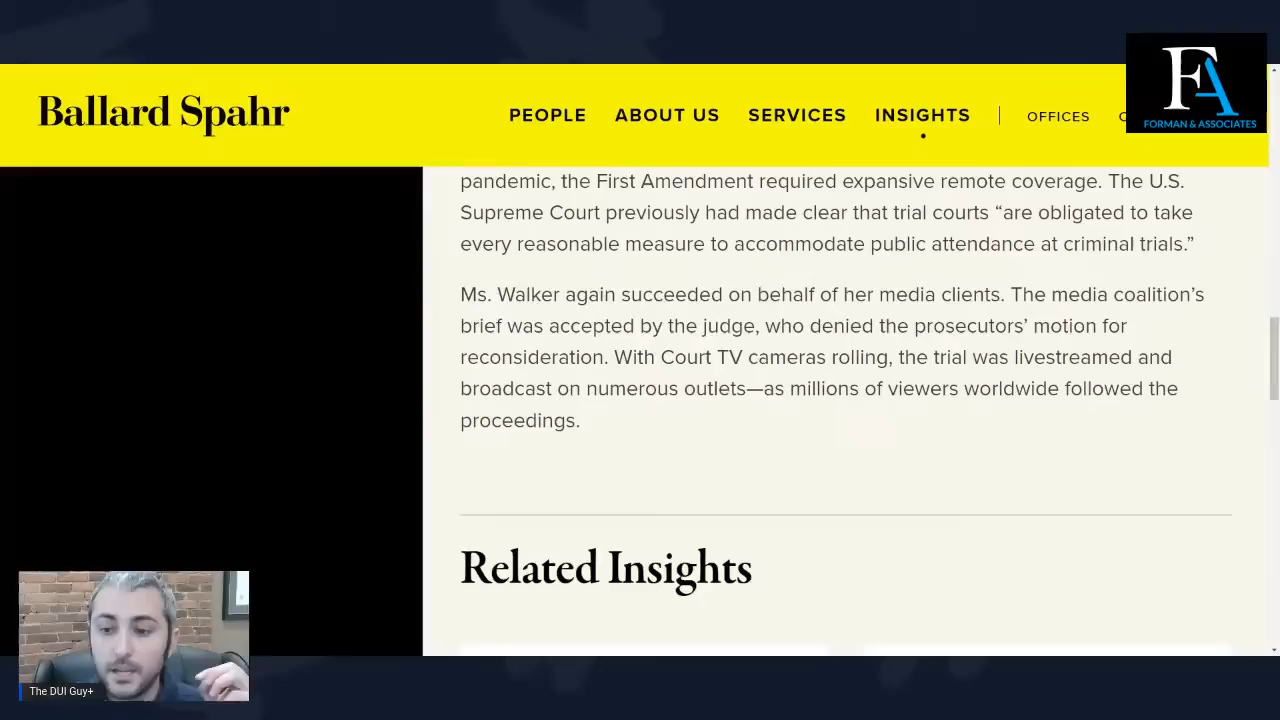 Ballard Spahr
PEOPLE ABOUT US SERVICES INSIGHTS OFFICES
FA
FORMAN & ASSOCIATES
pandemic, the First Amendment required expansive remote coverage. The U.S.
Supreme Court previously had made clear that trial courts “are obligated to take
every reasonable measure to accommodate public attendance at criminal trials.”
Ms. Walker again succeeded on behalf of her media clients. The media coalition’s
brief was accepted by the judge, who denied the prosecutors’ motion for
reconsideration. With Court TV cameras rolling, the trial was livestreamed and
broadcast on numerous outlets—as millions of viewers worldwide followed the
proceedings.
Related Insights
The DUI Guy+